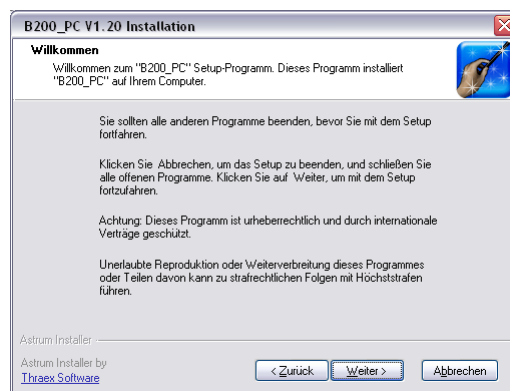 B200_PC V1.20 Installation
Willkommen
Willkommen zum "B200_PC" Setup-Programm. Dieses Programm installiert
"B200_PC" auf Ihrem Computer.
Sie sollten alle anderen Programme beenden, bevor Sie mit dem Setup
fortfahren.
Klicken Sie Abbrechen, um das Setup zu beenden, und schließen Sie
alle offenen Programme. Klicken Sie auf Weiter, um mit dem Setup
fortzufahren.
Achtung: Dieses Programm ist urheberrechtlich und durch internationale
Verträge geschützt.
Unerlaubte Reproduktion oder Weiterverbreitung dieses Programmes
oder Teilen davon kann zu strafrechtlichen Folgen mit Höchststrafen
führen.
Astrum Installer
Astrum Installer by
Thraex Software
< Zurück
Weiter >
Abbrechen